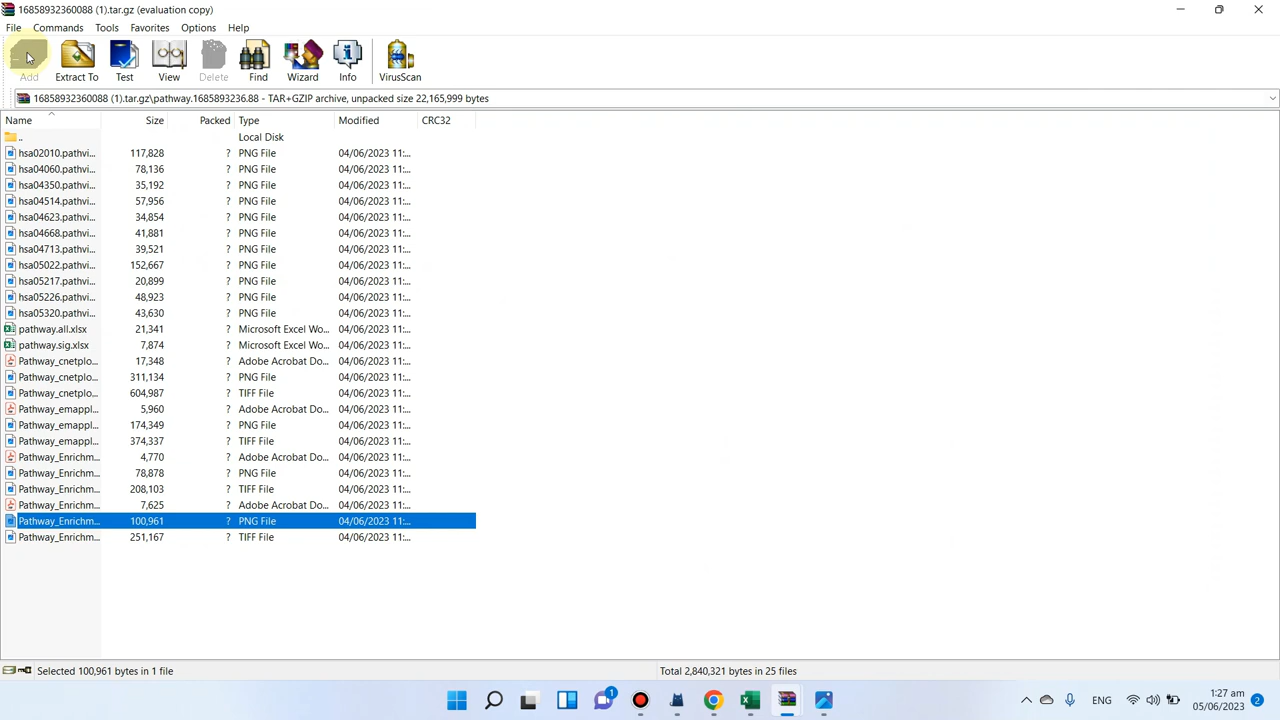 16858932360088 (1).tar.gz (evaluation copy)
File Commands Tools Favorites Options Help
Add Extract To Test View Delete Find Wizard Info VirusScan
16858932360088 (1).tar.gz\pathway.1685893236.88 - TAR+GZIP archive, unpacked size 22,165,999 bytes
Name Size Packed Type Modified CRC32
.. Local Disk
hsa02010.pathvi... 117,828 ? PNG File 04/06/2023 11:...
hsa04060.pathvi... 78,136 ? PNG File 04/06/2023 11:...
hsa04350.pathvi... 35,192 ? PNG File 04/06/2023 11:...
hsa04514.pathvi... 57,956 ? PNG File 04/06/2023 11:...
hsa04623.pathvi... 34,854 ? PNG File 04/06/2023 11:...
hsa04668.pathvi... 41,881 ? PNG File 04/06/2023 11:...
hsa04713.pathvi... 39,521 ? PNG File 04/06/2023 11:...
hsa05022.pathvi... 152,667 ? PNG File 04/06/2023 11:...
hsa05217.pathvi... 20,899 ? PNG File 04/06/2023 11:...
hsa05226.pathvi... 48,923 ? PNG File 04/06/2023 11:...
hsa05320.pathvi... 43,630 ? PNG File 04/06/2023 11:...
pathway.all.xlsx 21,341 ? Microsoft Excel Wo... 04/06/2023 11:...
pathway.sig.xlsx 7,874 ? Microsoft Excel Wo... 04/06/2023 11:...
Pathway_cnetplo... 17,348 ? Adobe Acrobat Do... 04/06/2023 11:...
Pathway_cnetplo... 311,134 ? PNG File 04/06/2023 11:...
Pathway_cnetplo... 604,987 ? TIFF File 04/06/2023 11:...
Pathway_emappl... 5,960 ? Adobe Acrobat Do... 04/06/2023 11:...
Pathway_emappl... 174,349 ? PNG File 04/06/2023 11:...
Pathway_emappl... 374,337 ? TIFF File 04/06/2023 11:...
Pathway_Enrichm... 4,770 ? Adobe Acrobat Do... 04/06/2023 11:...
Pathway_Enrichm... 78,878 ? PNG File 04/06/2023 11:...
Pathway_Enrichm... 208,103 ? TIFF File 04/06/2023 11:...
Pathway_Enrichm... 7,625 ? Adobe Acrobat Do... 04/06/2023 11:...
Pathway_Enrichm... 100,961 ? PNG File 04/06/2023 11:...
Pathway_Enrichm... 251,167 ? TIFF File 04/06/2023 11:...
Selected 100,961 bytes in 1 file Total 2,840,321 bytes in 25 files
1 ENG 1:27 am 2
05/06/2023